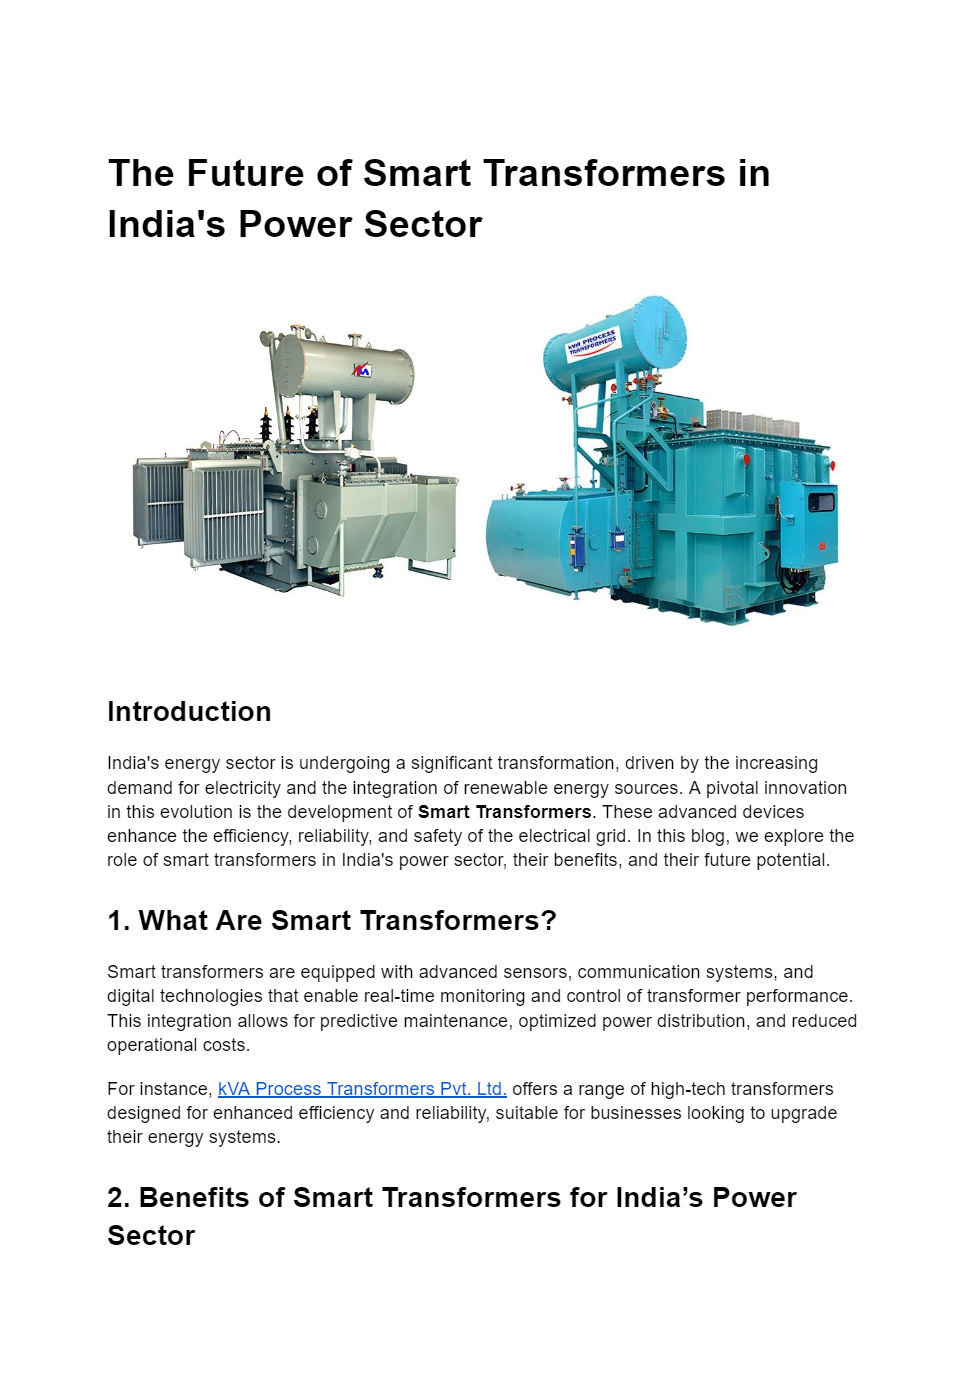 The Future of Smart Transformers in
India's Power Sector
kVA PROCESS
TRANSFORMERS
Introduction
India's energy sector is undergoing a significant transformation, driven by the increasing
demand for electricity and the integration of renewable energy sources. A pivotal innovation
in this evolution is the development of Smart Transformers. These advanced devices
enhance the efficiency, reliability, and safety of the electrical grid. In this blog, we explore the
role of smart transformers in India's power sector, their benefits, and their future potential.
1. What Are Smart Transformers?
Smart transformers are equipped with advanced sensors, communication systems, and
digital technologies that enable real-time monitoring and control of transformer performance.
This integration allows for predictive maintenance, optimized power distribution, and reduced
operational costs.
For instance, kVA Process Transformers Pvt. Ltd. offers a range of high-tech transformers
designed for enhanced efficiency and reliability, suitable for businesses looking to upgrade
their energy systems.
2. Benefits of Smart Transformers for India’s Power
Sector